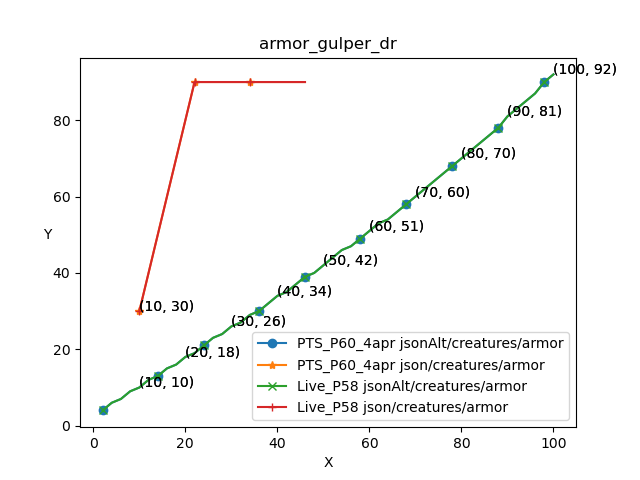 armor_gulper_dr
(100, 92)
(90, 81)
80
(80, 70)
(70, 60)
60
(60, 51)
Y
(50, 42)
40
(40, 34)
(10, 30)
(30, 26)
PTS_P60_4apr jsonAlt/creatures/armor
20
(20, 18)
PTS_P60_4apr json/creatures/armor
(10, 10)
Live_P58 jsonAlt/creatures/armor
Live_P58 json/creatures/armor
0
0 20 40 60 80 100
X